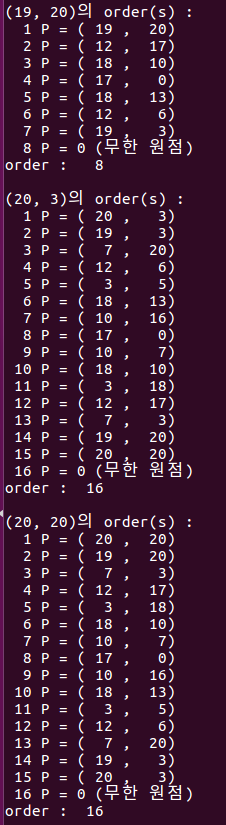 (19, 20)의 order(s) :
1 P = ( 19 ,  20)
2 P = ( 12 ,  17)
3 P = ( 18 ,  10)
4 P = ( 17 ,   0)
5 P = ( 18 ,  13)
6 P = ( 12 ,   6)
7 P = ( 19 ,   3)
8 P = 0 (무한 원점)
order :   8

(20, 3)의 order(s) :
1 P = ( 20 ,   3)
2 P = ( 19 ,   3)
3 P = (  7 ,  20)
4 P = ( 12 ,   6)
5 P = (  3 ,   5)
6 P = ( 18 ,  13)
7 P = ( 10 ,  16)
8 P = ( 17 ,   0)
9 P = ( 10 ,   7)
10 P = ( 18 ,  10)
11 P = (  3 ,  18)
12 P = ( 12 ,  17)
13 P = (  7 ,   3)
14 P = ( 19 ,  20)
15 P = ( 20 ,  20)
16 P = 0 (무한 원점)
order :  16

(20, 20)의 order(s) :
1 P = ( 20 ,  20)
2 P = ( 19 ,  20)
3 P = (  7 ,   3)
4 P = ( 12 ,  17)
5 P = (  3 ,  18)
6 P = ( 18 ,  10)
7 P = ( 10 ,   7)
8 P = ( 17 ,   0)
9 P = ( 10 ,  16)
10 P = ( 18 ,  13)
11 P = (  3 ,   5)
12 P = ( 12 ,   6)
13 P = (  7 ,  20)
14 P = ( 19 ,   3)
15 P = ( 20 ,   3)
16 P = 0 (무한 원점)
order :  16